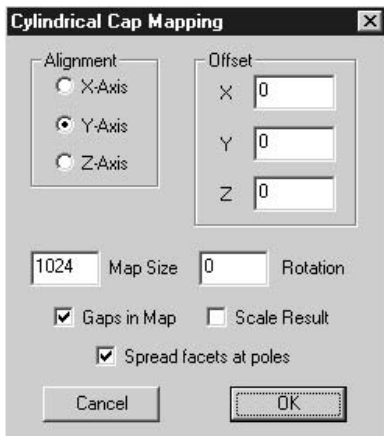 Cylindrical Cap Mapping
Alignment
X-Axis
Y-Axis
Z-Axis
Offset
X 0
Y 0
Z 0
1024 Map Size 0 Rotation
Gaps in Map Scale Result
Spread facets at poles
Cancel OK